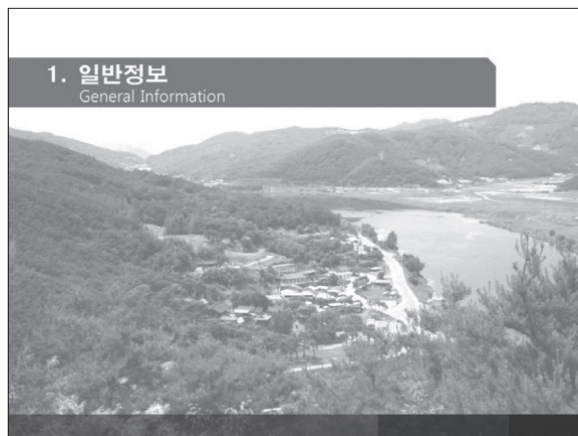 1. 일반정보
General Information